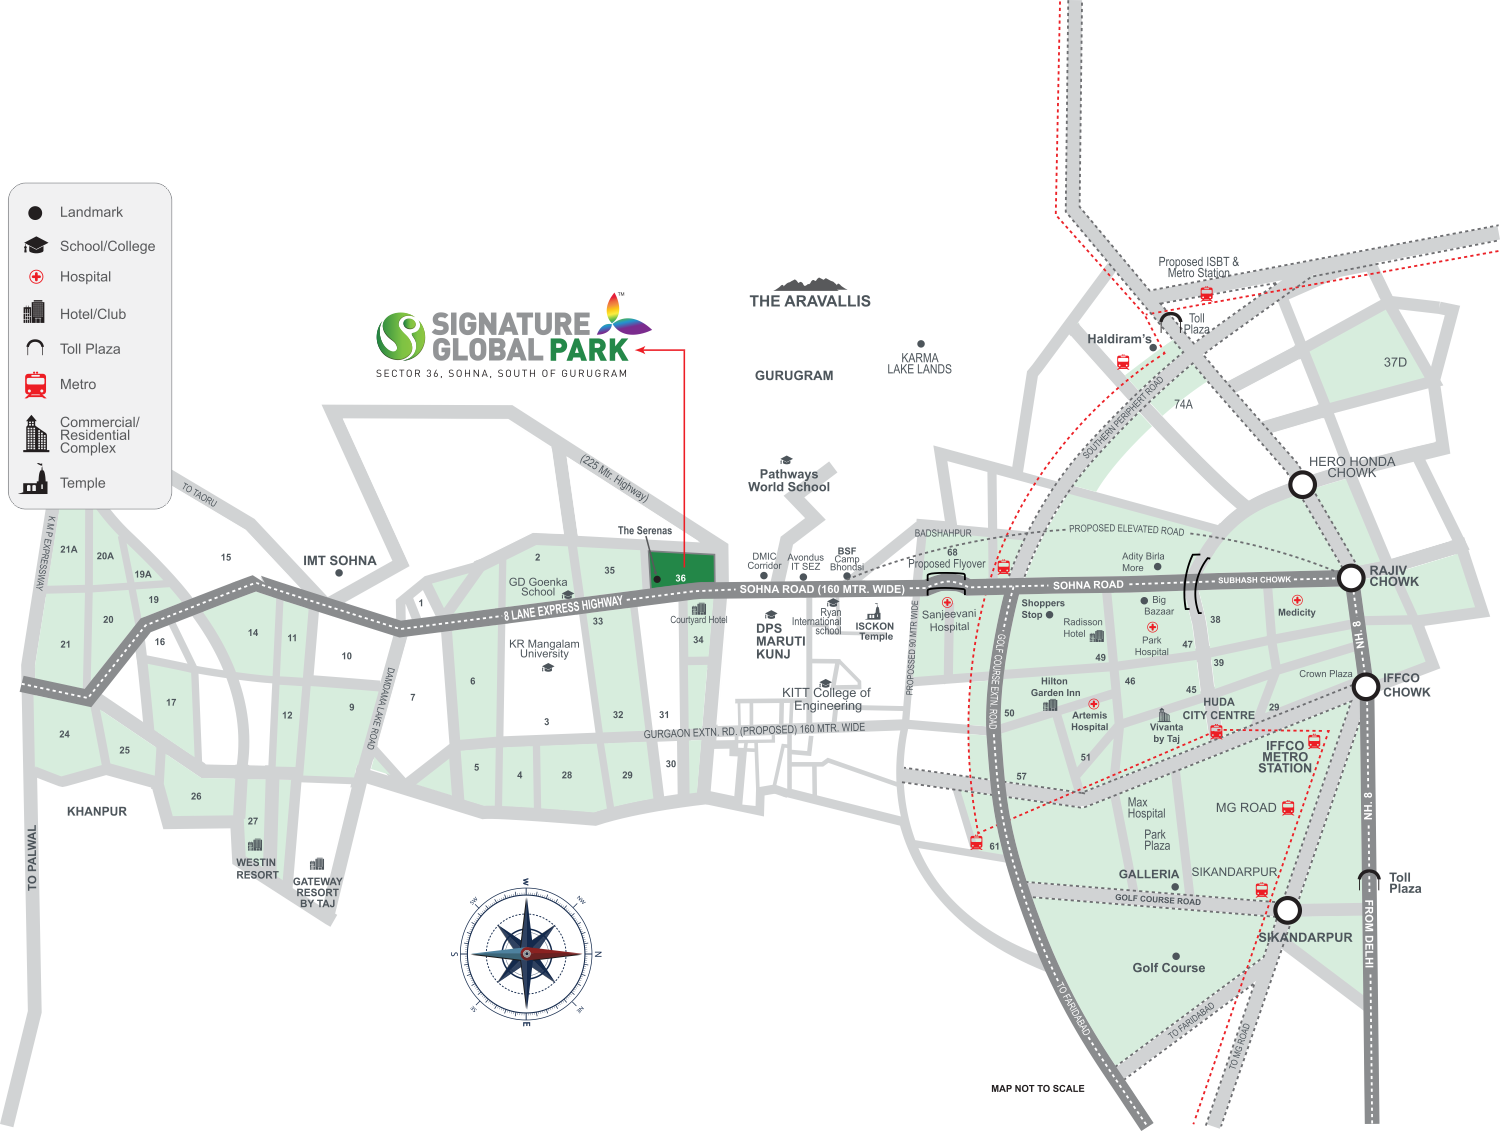 Landmark
School/College
Hospital
Hotel/Club
Toll Plaza
Metro
Commercial/
Residential
Complex
Temple
SIGNATURE
GLOBAL PARK
TM
SECTOR 36, SOHNA, SOUTH OF GURUGRAM
THE ARAVALLIS
GURUGRAM
KARMA
LAKE LANDS
Pathways
World School
Proposed ISBT &
Metro Station
Toll
Plaza
Haldiram's
SOUTHERN PERIPHERT ROAD
74A
37D
HERO HONDA
CHOWK
(225 Mtr. Highway)
TO TAORU
K M P EXPRESSWAY
21A
20A
19A
19
20
21
15
16
IMT SOHNA
14
11
10
17
12
9
7
24
25
26
27
KHANPUR
TO PALWAL
WESTIN
RESORT
GATEWAY
RESORT
BY TAJ
DAMDAMA LAKE ROAD
1
2
35
The Serenas
36
GD Goenka
School
8 LANE EXPRESS HIGHWAY
33
KR Mangalam
University
6
3
32
31
5
4
28
29
30
34
Courtyard Hotel
GURGAON EXTN. RD. (PROPOSED) 160 MTR. WIDE
DMIC
Corridor
Avondus
IT SEZ
BSF
Camp
Bhondsi
SOHNA ROAD (160 MTR. WIDE)
DPS
MARUTI
KUNJ
Ryan
International
school
ISCKON
Temple
KITT College of
Engineering
BADSHAHPUR
68
Proposed Flyover
PROPOSED ELEVATED ROAD
PROPOSSED 90 MTR WIDE
Sanjeevani
Hospital
SOHNA ROAD
SUBHASH CHOWK
RAJIV
CHOWK
Adity Birla
More
Shoppers
Stop
Big
Bazaar
Medicity
Radisson
Hotel
Park
Hospital
38
47
39
49
46
45
GOLF COURSE EXTN. ROAD
Hilton
Garden Inn
50
Artemis
Hospital
Vivanta
by Taj
HUDA
CITY CENTRE
29
Crown Plaza
8 HN
IFFCO
CHOWK
IFFCO
METRO
STATION
51
57
61
Max
Hospital
Park
Plaza
MG ROAD
8 HN
GALLERIA
SIKANDARPUR
GOLF COURSE ROAD
SIKANDARPUR
Toll
Plaza
FROM DELHI
Golf Course
TO FARIDABAD
TO FARIDABAD
TO MG ROAD
W
NW
N
NE
E
SE
S
SW
MAP NOT TO SCALE